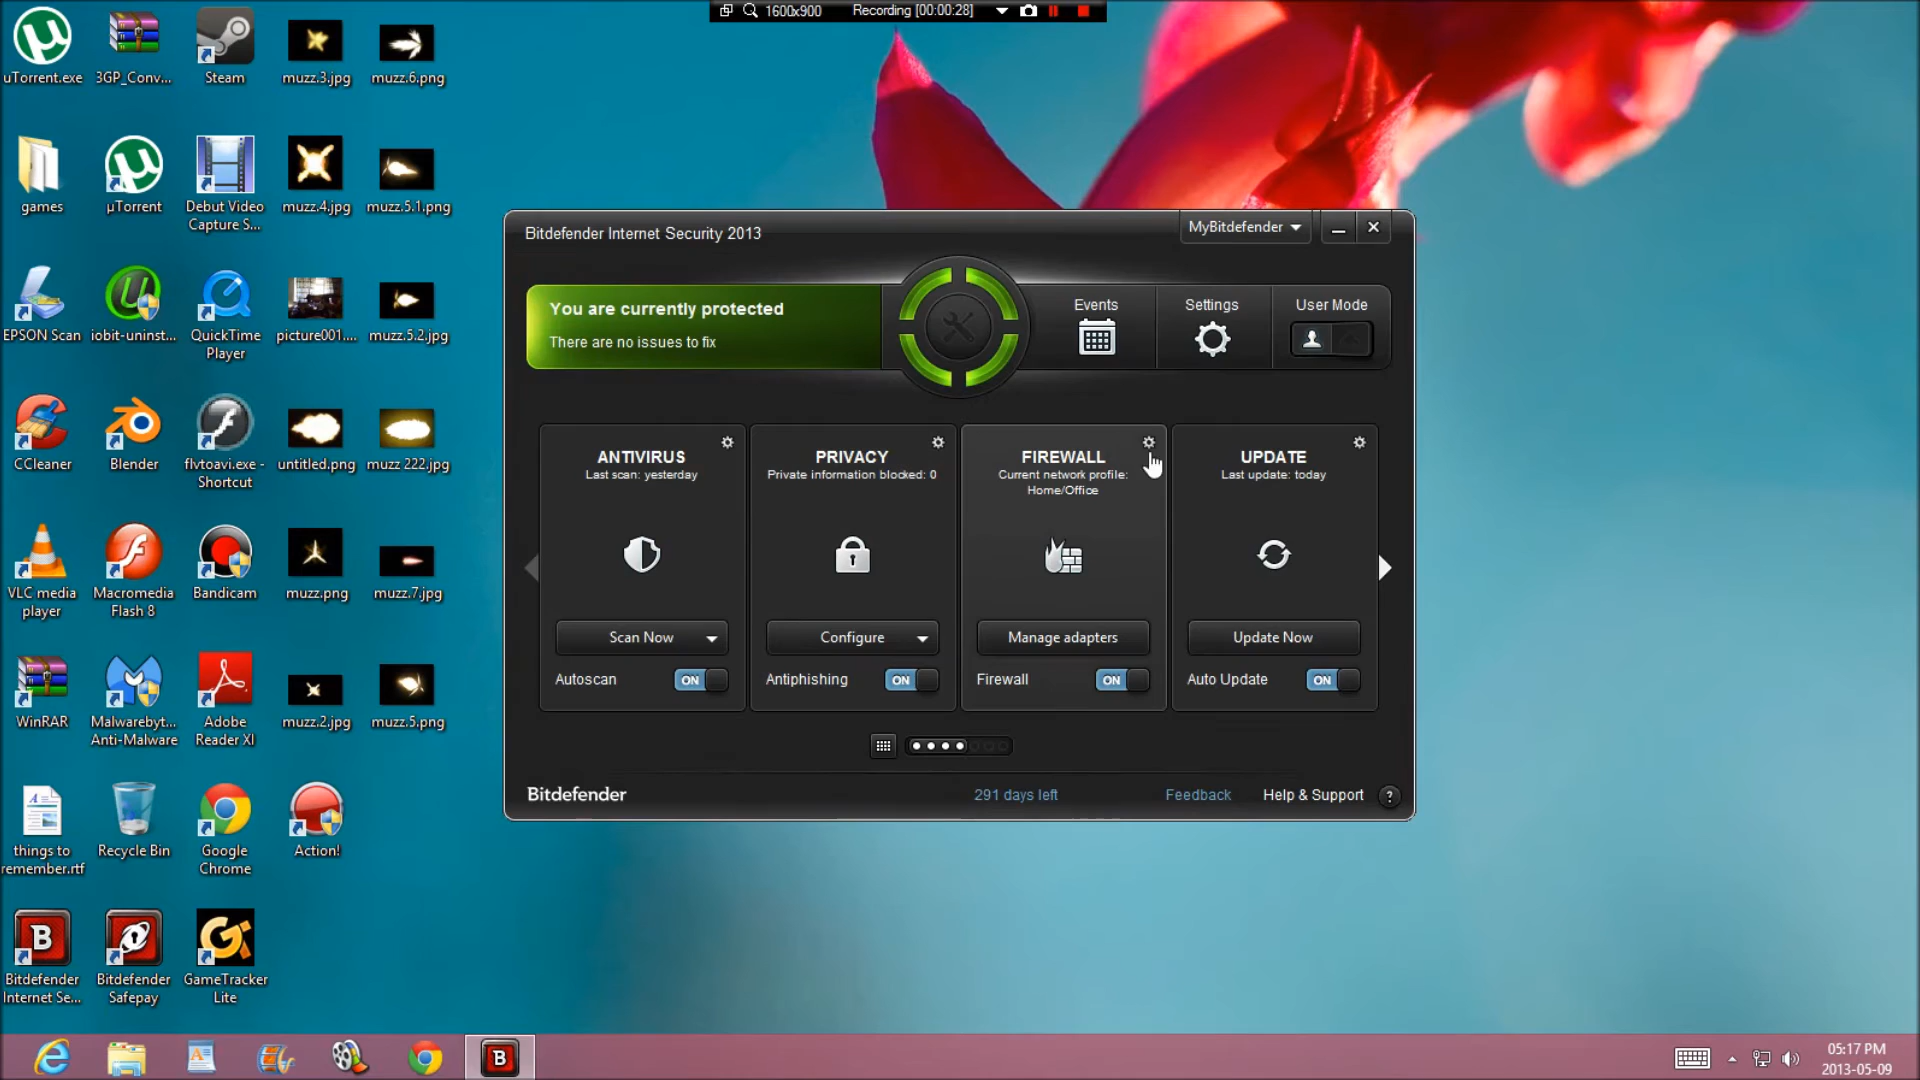 1600x900
Recording [00:00:28]
uTorrent.exe
3GP_Conv...
Steam
muzz.3.jpg
muzz.6.png
games
µTorrent
Debut Video
Capture S...
muzz.4.jpg
muzz.5.1.png
EPSON Scan
iobit-uninst...
QuickTime
Player
picture001....
muzz.5.2.jpg
CCleaner
Blender
flvtoavi.exe -
Shortcut
untitled.png
muzz 222.jpg
VLC media
player
Macromedia
Flash 8
Bandicam
muzz.png
muzz.7.jpg
WinRAR
Malwarebyt...
Anti-Malware
Adobe
Reader XI
muzz.2.jpg
muzz.5.png
things to
remember.rtf
Recycle Bin
Google
Chrome
Action!
Bitdefender
Internet Se...
Bitdefender
Safepay
GameTracker
Lite
Bitdefender Internet Security 2013
MyBitdefender
You are currently protected
There are no issues to fix
Events
Settings
User Mode
ANTIVIRUS
Last scan: yesterday
Scan Now
Autoscan
ON
PRIVACY
Private information blocked: 0
Configure
Antiphishing
ON
FIREWALL
Current network profile:
Home/Office
Manage adapters
Firewall
ON
UPDATE
Last update: today
Update Now
Auto Update
ON
Bitdefender
291 days left
Feedback
Help & Support
?
B
05:17 PM
2013-05-09